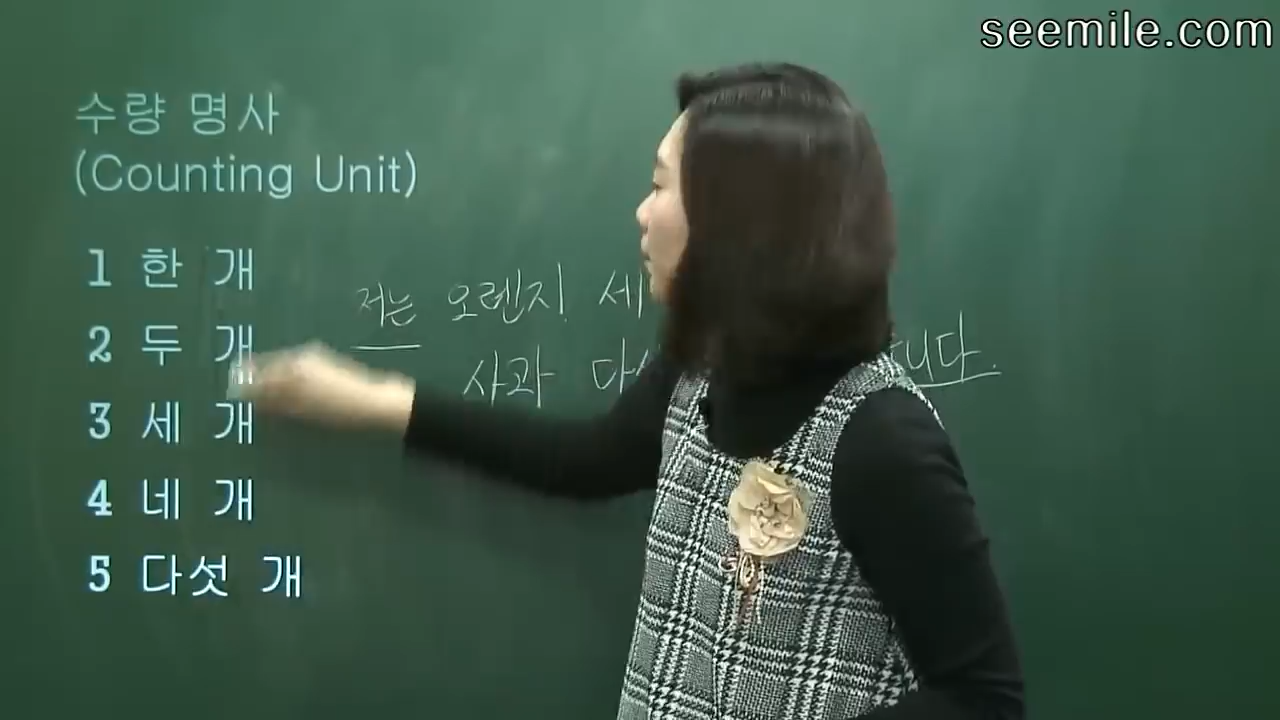 seemile.com
수량 명사
(Counting Unit)
1 한 개
2 두 개
3 세 개
4 네 개
5 다섯 개
저는 오렌지 세
사과